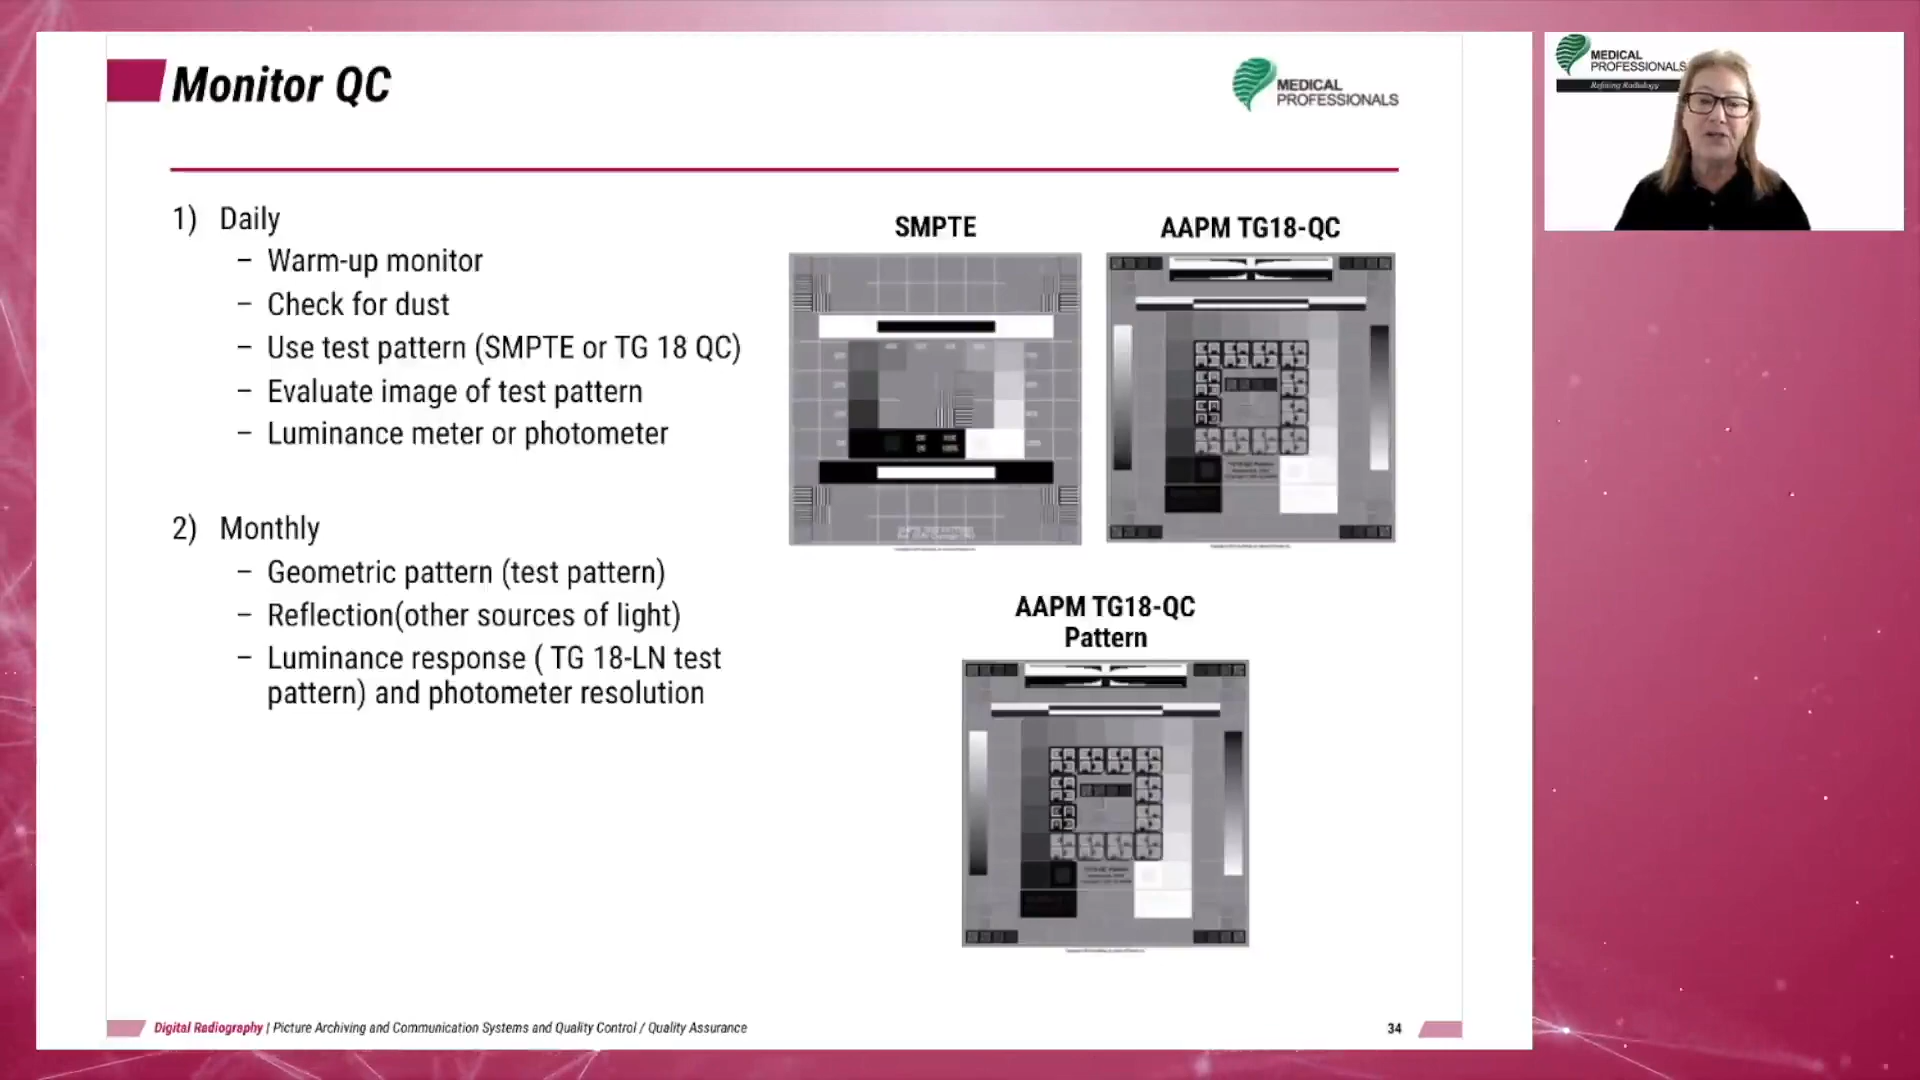 Monitor QC
MEDICAL
PROFESSIONALS
MEDICAL
PROFESSIONALS
Refining Radiology
1) Daily
– Warm-up monitor
– Check for dust
– Use test pattern (SMPTE or TG 18 QC)
– Evaluate image of test pattern
– Luminance meter or photometer
2) Monthly
– Geometric pattern (test pattern)
– Reflection(other sources of light)
– Luminance response ( TG 18-LN test
pattern) and photometer resolution
SMPTE
AAPM TG18-QC
AAPM TG18-QC
Pattern
Digital Radiography | Picture Archiving and Communication Systems and Quality Control / Quality Assurance
34